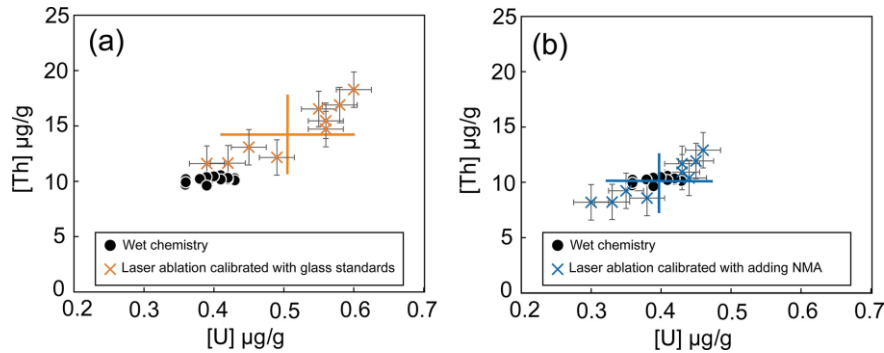 (a)
[Th] µg/g
25
20
15
10
5
0
Wet chemistry
Laser ablation calibrated with glass standards
0.2 0.3 0.4 0.5 0.6 0.7
[U] µg/g
(b)
[Th] µg/g
25
20
15
10
5
0
Wet chemistry
Laser ablation calibrated with adding NMA
0.2 0.3 0.4 0.5 0.6 0.7
[U] µg/g